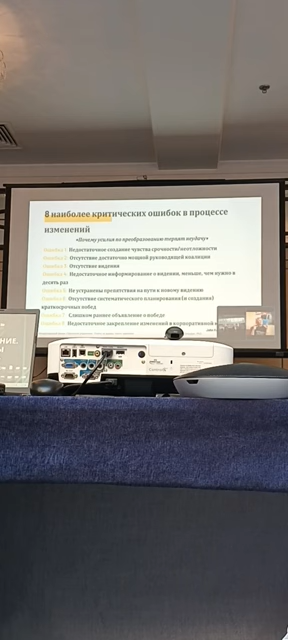 8 наиболее критических ошибок в процессе
изменений
«Почему усилия по преобразованию терпят неудачу»
Ошибка 1. Недостаточное создание чувства срочности/неотложности
Ошибка 2. Отсутствие достаточно мощной руководящей коалиции
Ошибка 3. Отсутствие видения
Ошибка 4. Недостаточное информирование о видении, меньше, чем нужно в
десять раз
Ошибка 5. Не устранены препятствия на пути к новому видению
Ошибка 6. Отсутствие систематического планирования (и создания)
краткосрочных побед
Ошибка 7. Слишком раннее объявление о победе
Ошибка 8. Недостаточное закрепление изменений в корпоративной